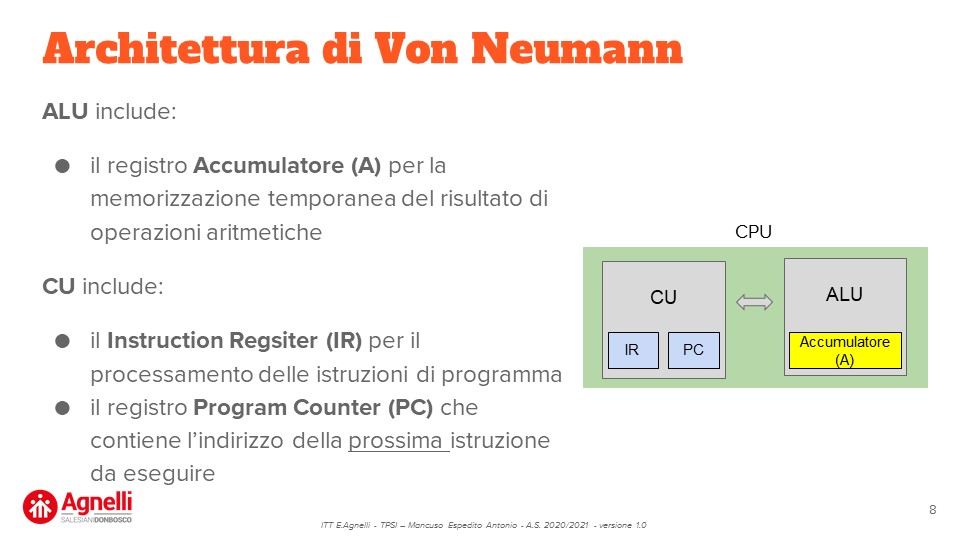 Architettura di Von Neumann
ALU include:
● il registro Accumulatore (A) per la
memorizzazione temporanea del risultato di
operazioni aritmetiche
CU include:
● il Instruction Regsiter (IR) per il
processamento delle istruzioni di programma
● il registro Program Counter (PC) che
contiene l’indirizzo della prossima istruzione
da eseguire
CPU
CU
IR
PC
ALU
Accumulatore
(A)
Agnelli
SALESIANIDONBOSCO
ITT E.Agnelli - TPSI – Mancuso Espedito Antonio - A.S. 2020/2021 - versione 1.0
8